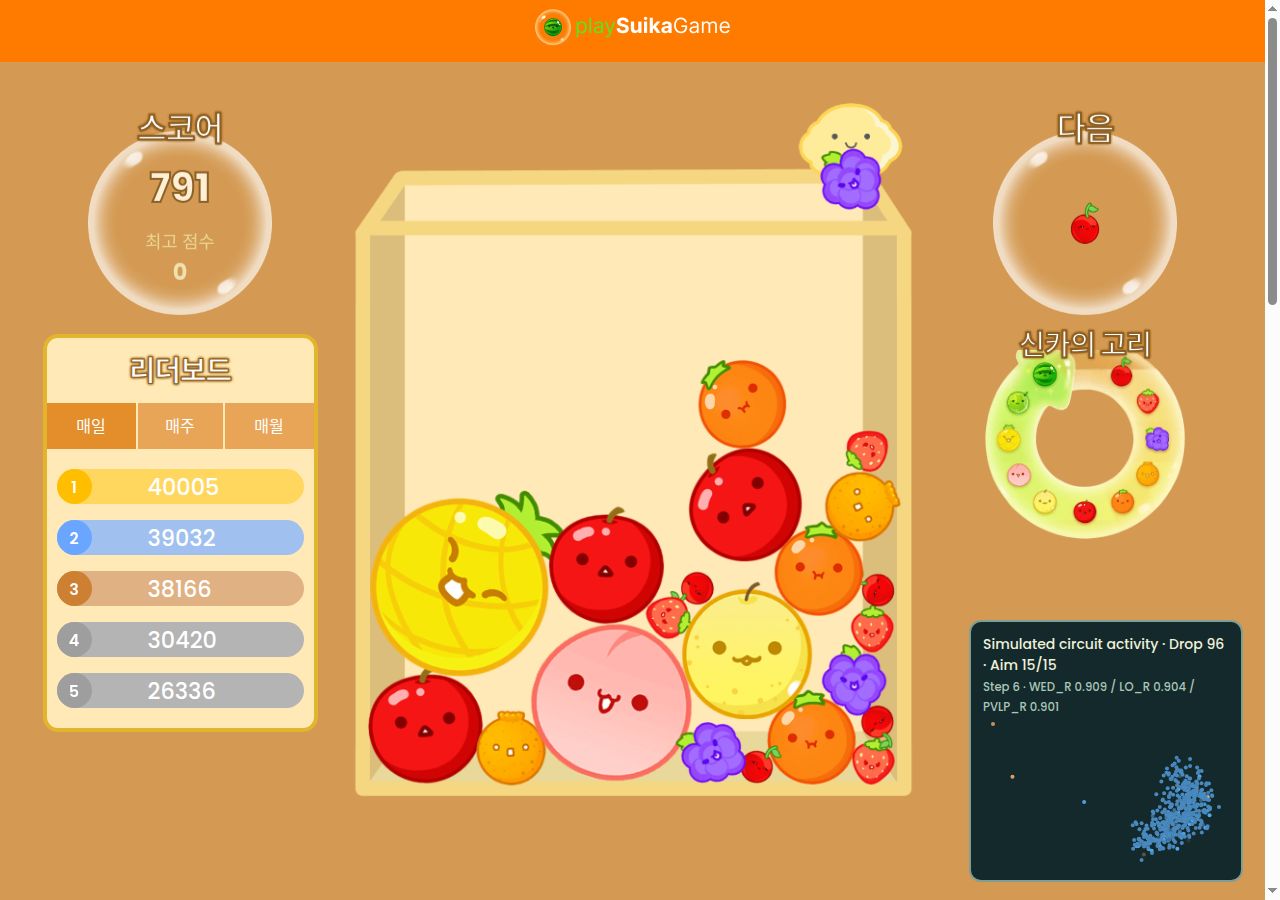 playSuikaGame
스코어
791
최고 점수
0
다음
신카의 고리
리더보드
매일 매주 매월
1 40005
2 39032
3 38166
4 30420
5 26336
Simulated circuit activity · Drop 96
· Aim 15/15
Step 6 · WED_R 0.909 / LO_R 0.904 /
PVLP_R 0.901